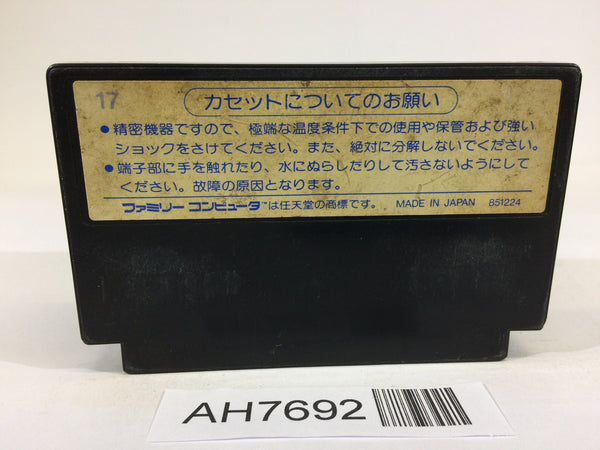 17
カセットについてのお願い
●精密機器ですので、極端な温度条件下での使用や保管および強い
ショックをさけてください。また、絶対に分解しないでください。
●端子部に手を触れたり、水にぬらしたりして汚さないようにして
ください。故障の原因となります。
ファミリー コンピュータ™は任天堂の商標です。 MADE IN JAPAN 851224
AH7692